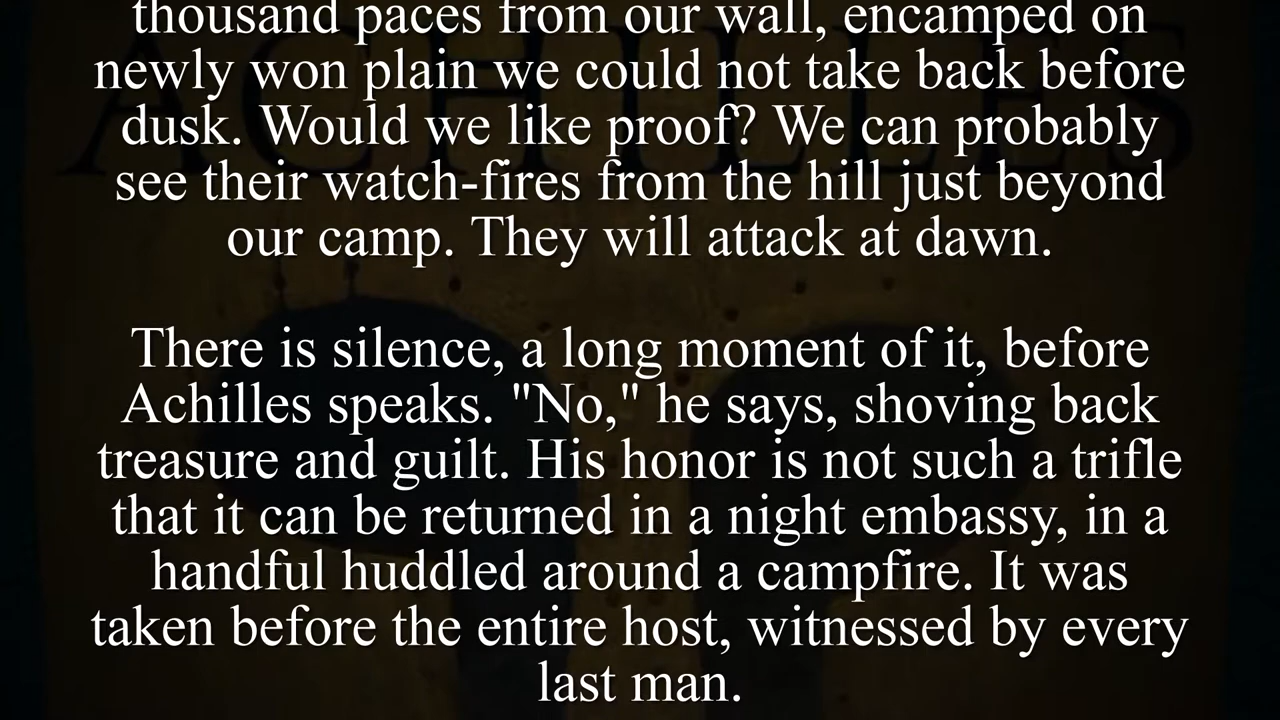 thousand paces from our wall, encamped on
newly won plain we could not take back before
dusk. Would we like proof? We can probably
see their watch-fires from the hill just beyond
our camp. They will attack at dawn.
There is silence, a long moment of it, before
Achilles speaks. "No," he says, shoving back
treasure and guilt. His honor is not such a trifle
that it can be returned in a night embassy, in a
handful huddled around a campfire. It was
taken before the entire host, witnessed by every
last man.
ACHILLES